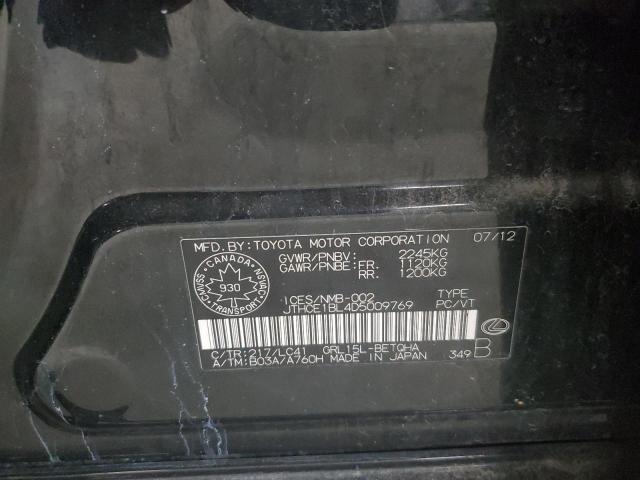 MFD. BY: TOYOTA MOTOR CORPORATION 07/12
GVWR/PNBV: 2245KG
GAWR/PNBE: FR. 1120KG
RR. 1200KG
CANADA
930
TRANSPORT
ICES/NMB-002
JTHCE1BL4D5009769
TYPE
PC/VT
C/TR: 217/LC41 GRL15L-BETQHA
A/TM: B03A/A760H MADE IN JAPAN 349 B